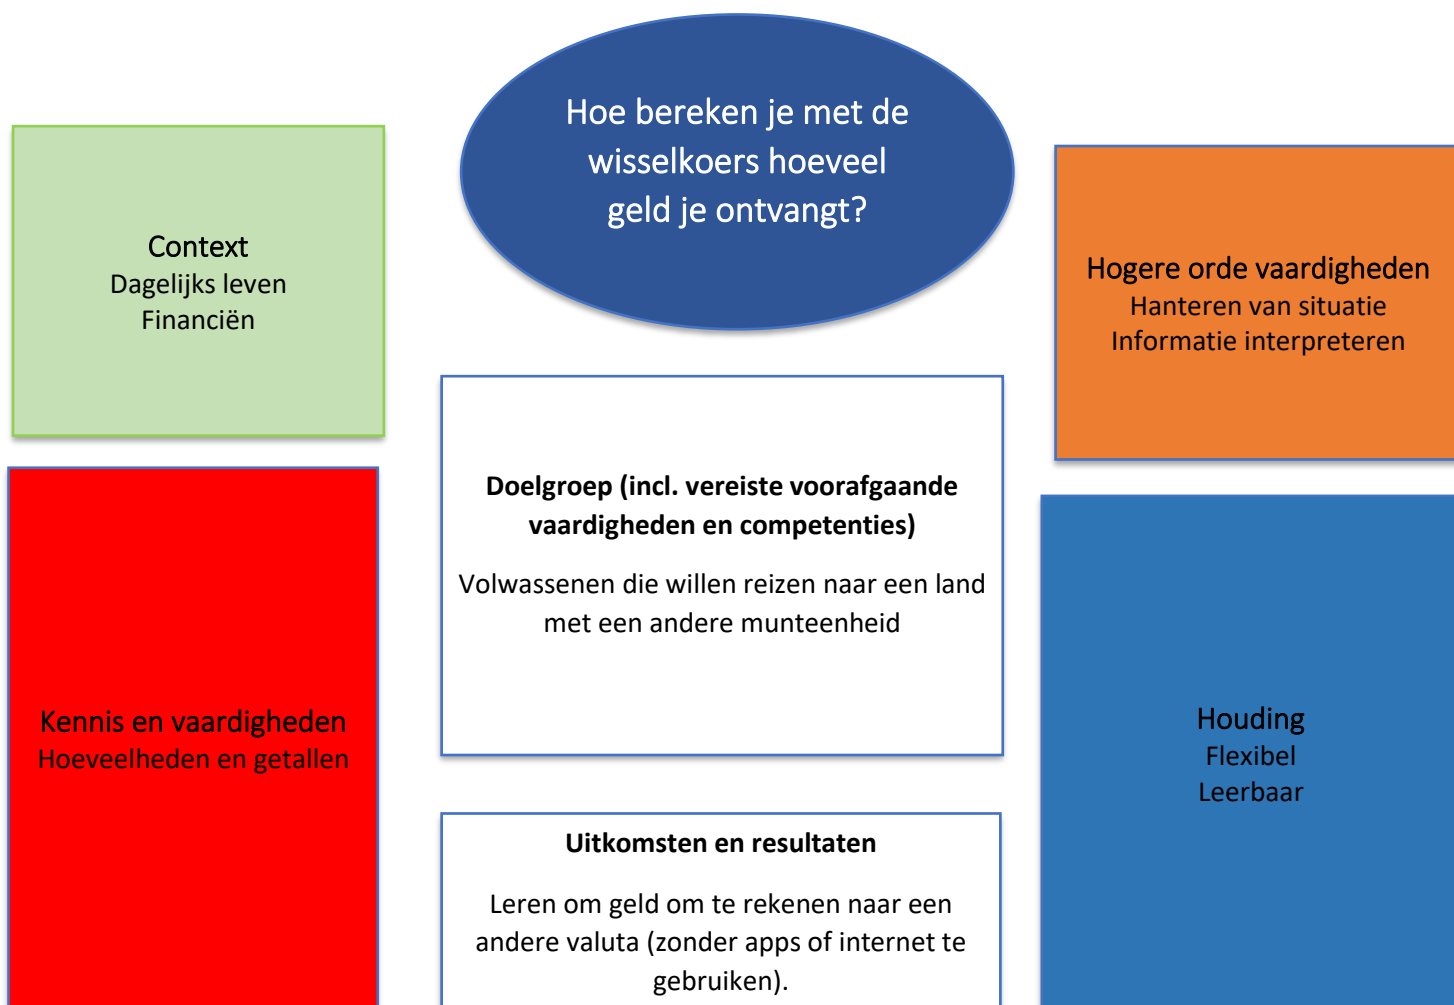 Hoe bereken je met de
wisselkoers hoeveel
geld je ontvangt?
Context
Dagelijks leven
Financiën
Hogere orde vaardigheden
Hanteren van situatie
Informatie interpreteren
Doelgroep (incl. vereiste voorafgaande
vaardigheden en competenties)
Volwassenen die willen reizen naar een land
met een andere munteenheid
Kennis en vaardigheden
Hoeveelheden en getallen
Houding
Flexibel
Leerbaar
Uitkomsten en resultaten
Leren om geld om te rekenen naar een
andere valuta (zonder apps of internet te
gebruiken).